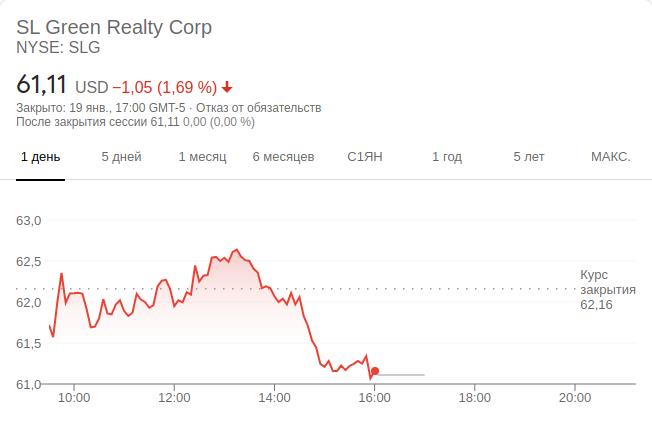 SL Green Realty Corp
NYSE: SLG
61,11 USD −1,05 (1,69 %)
Закрыто: 19 янв., 17:00 GMT-5 · Отказ от обязательств
После закрытия сессии 61,11 0,00 (0,00 %)
1 день 5 дней 1 месяц 6 месяцев С1ЯН 1 год 5 лет МАКС.
63,0
62,5
Курс
закрытия
62,16
62,0
61,5
61,0
10:00 12:00 14:00 16:00 18:00 20:00